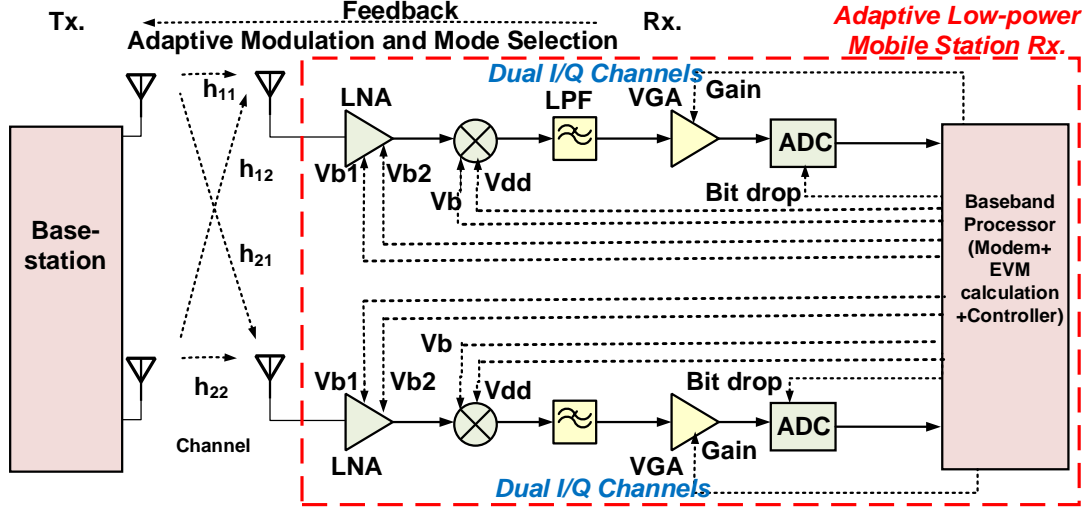 Tx.
Feedback
Rx.
Adaptive Low-power
Mobile Station Rx.
Adaptive Modulation and Mode Selection
Dual I/Q Channels
h11
LNA
LPF
VGA
Gain
ADC
h12
Vb1
Vb2
Vb
Vdd
Bit drop
Base-
station
h21
Baseband
Processor
(Modem+
EVM
calculation
+Controller)
h22
Vb1
Vb2
Vb
Vdd
Bit drop
ADC
Channel
LNA
VGA
Gain
Dual I/Q Channels